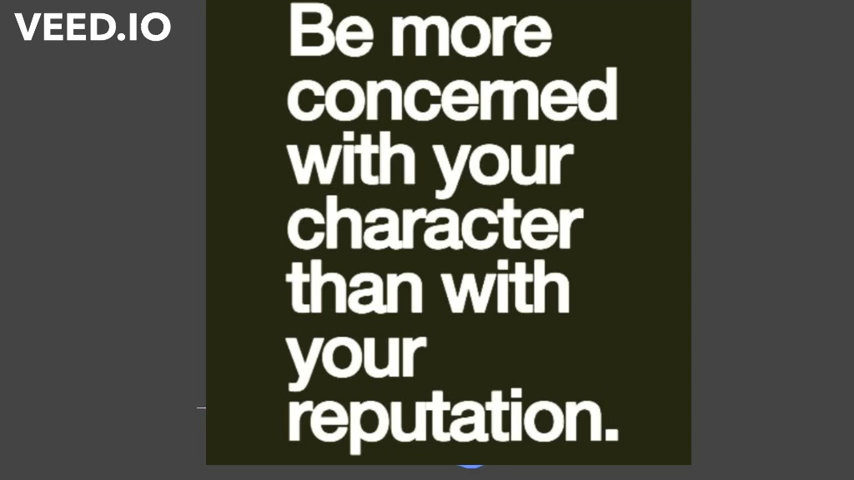 VEED.IO
Be more
concerned
with your
character
than with
your
reputation.